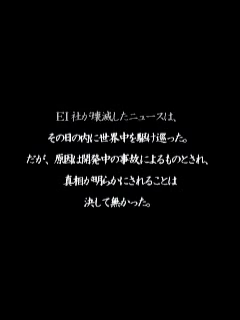 EI社が壊滅したニュースは、
その日の内に世界中を駆け巡った。
だが、原因は開発中の事故によるものとされ、
真相が明らかにされることは
決して無かった。